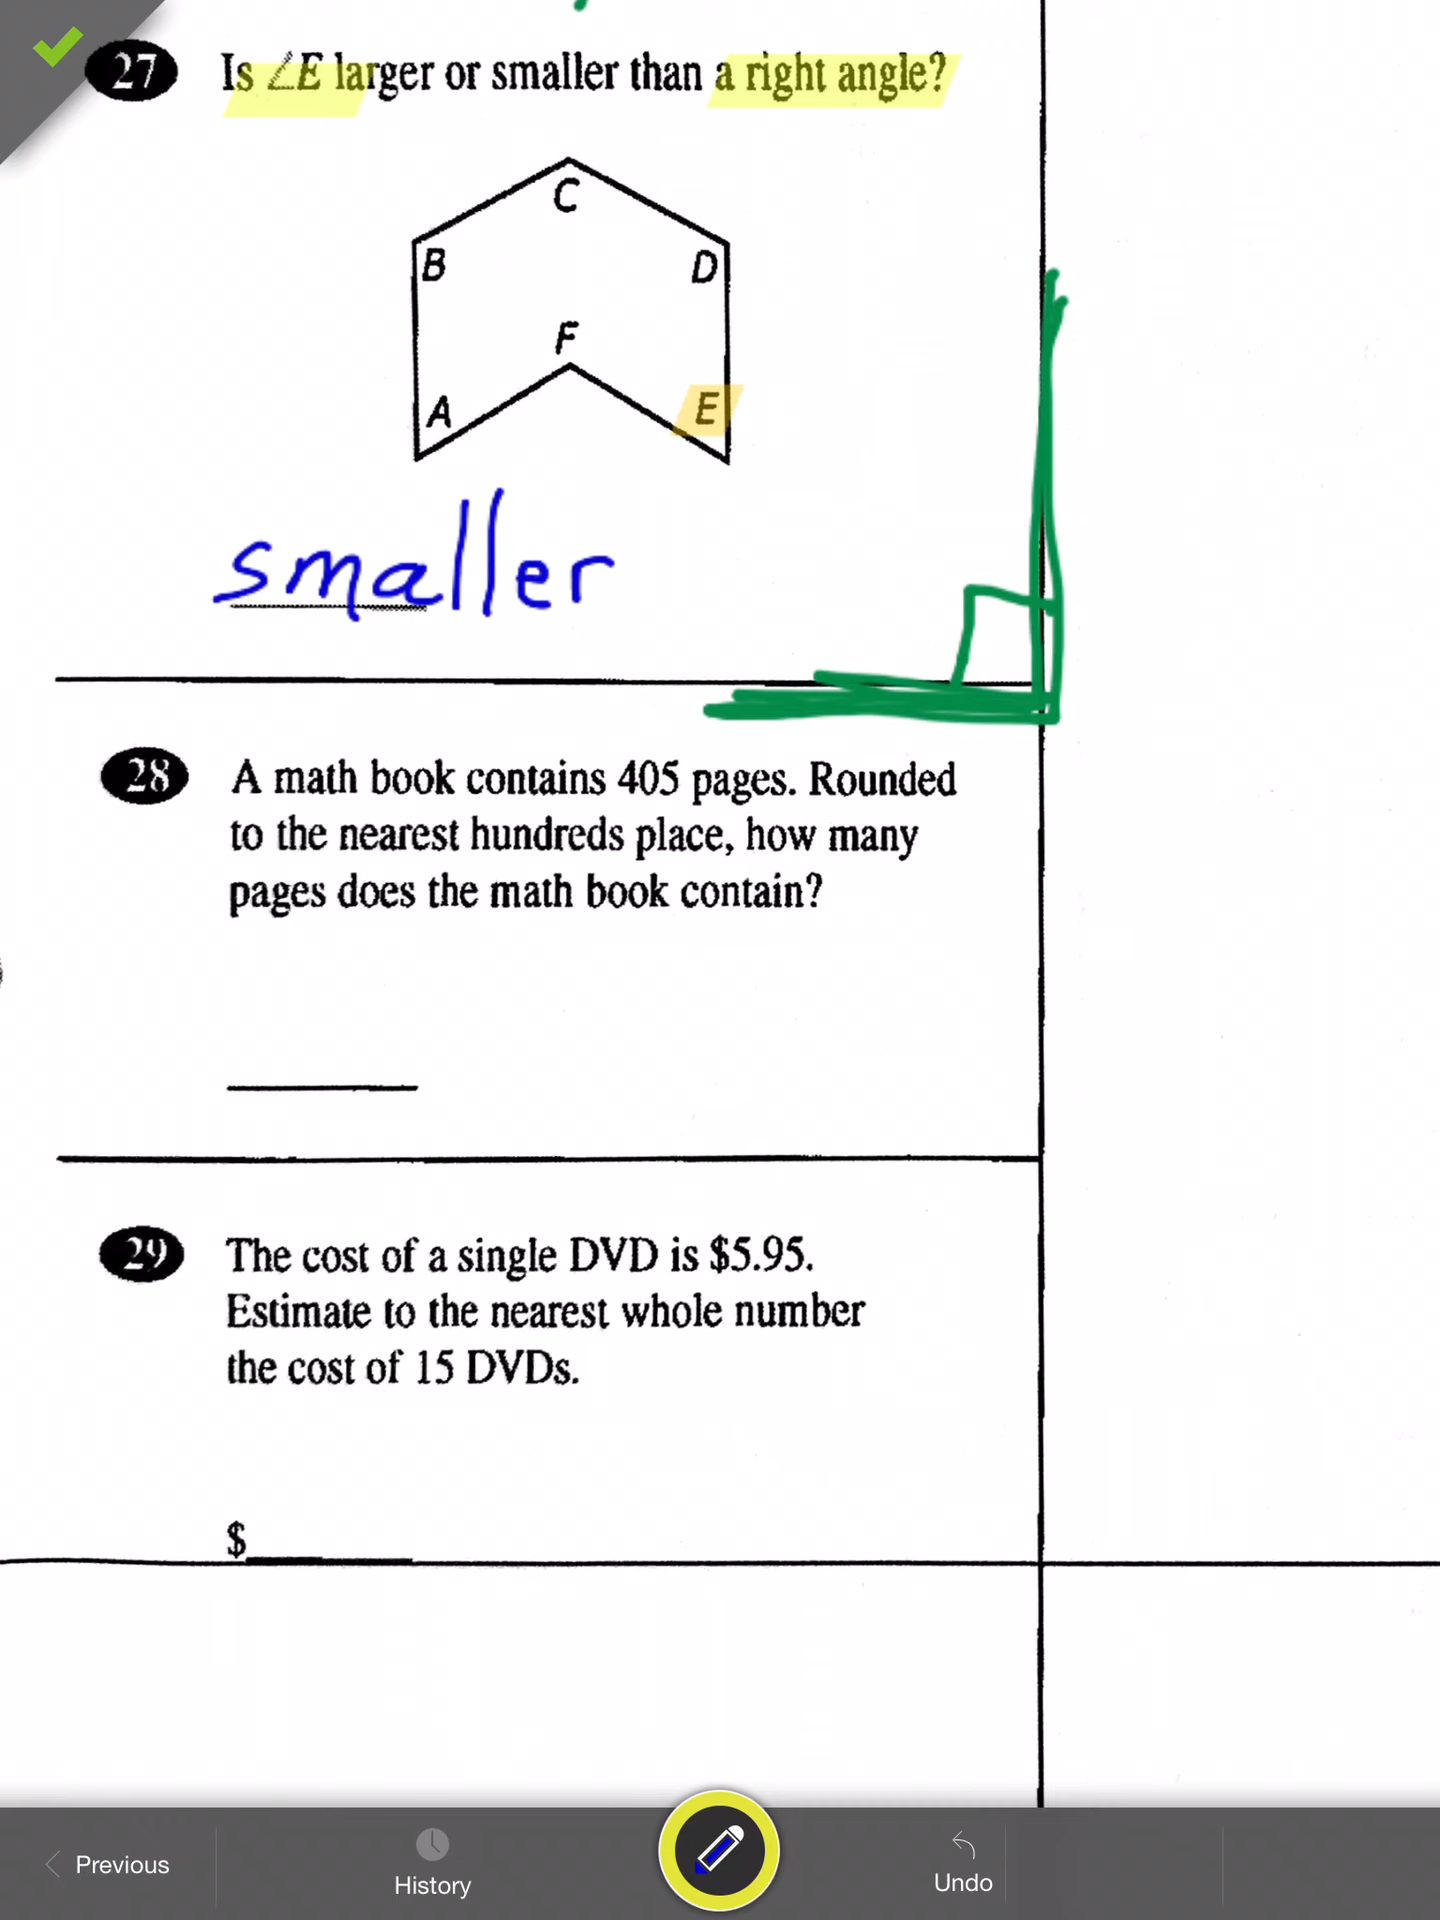 27 Is ∠E larger or smaller than a right angle?
C
B
D
F
A
E
smaller
28 A math book contains 405 pages. Rounded
to the nearest hundreds place, how many
pages does the math book contain?
29 The cost of a single DVD is $5.95.
Estimate to the nearest whole number
the cost of 15 DVDs.
$
Previous
History
Undo